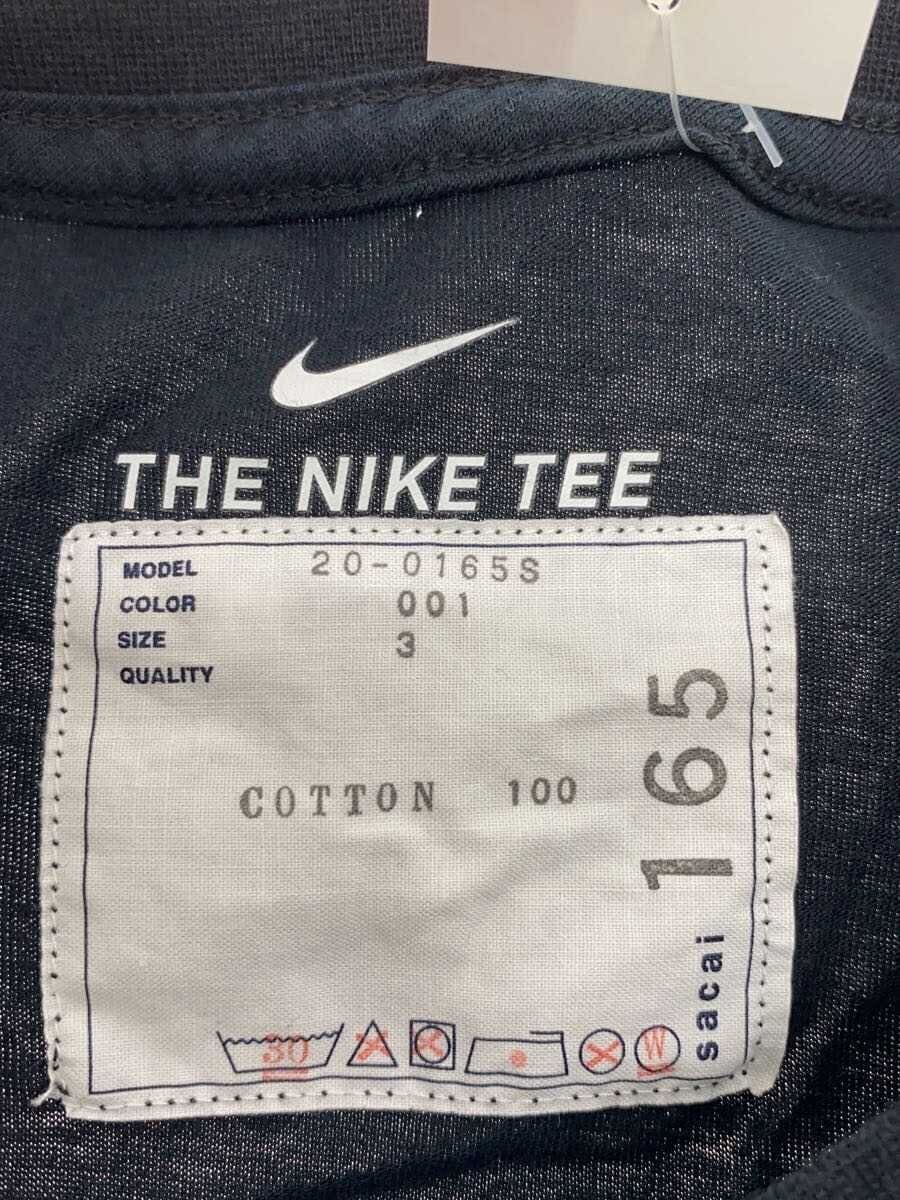 THE NIKE TEE
MODEL 20-0165S
COLOR 001
SIZE 3
QUALITY
COTTON 100
165
sacai
30
W